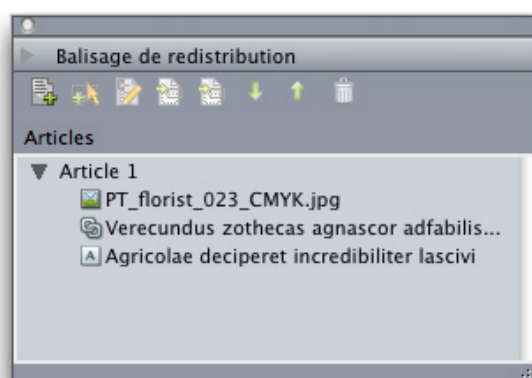 Balisage de redistribution
Articles
Article 1
PT_florist_023_CMYK.jpg
Verecundus zothecas agnascor adfabilis...
A Agricolae deciperet incredibiliter lascivi